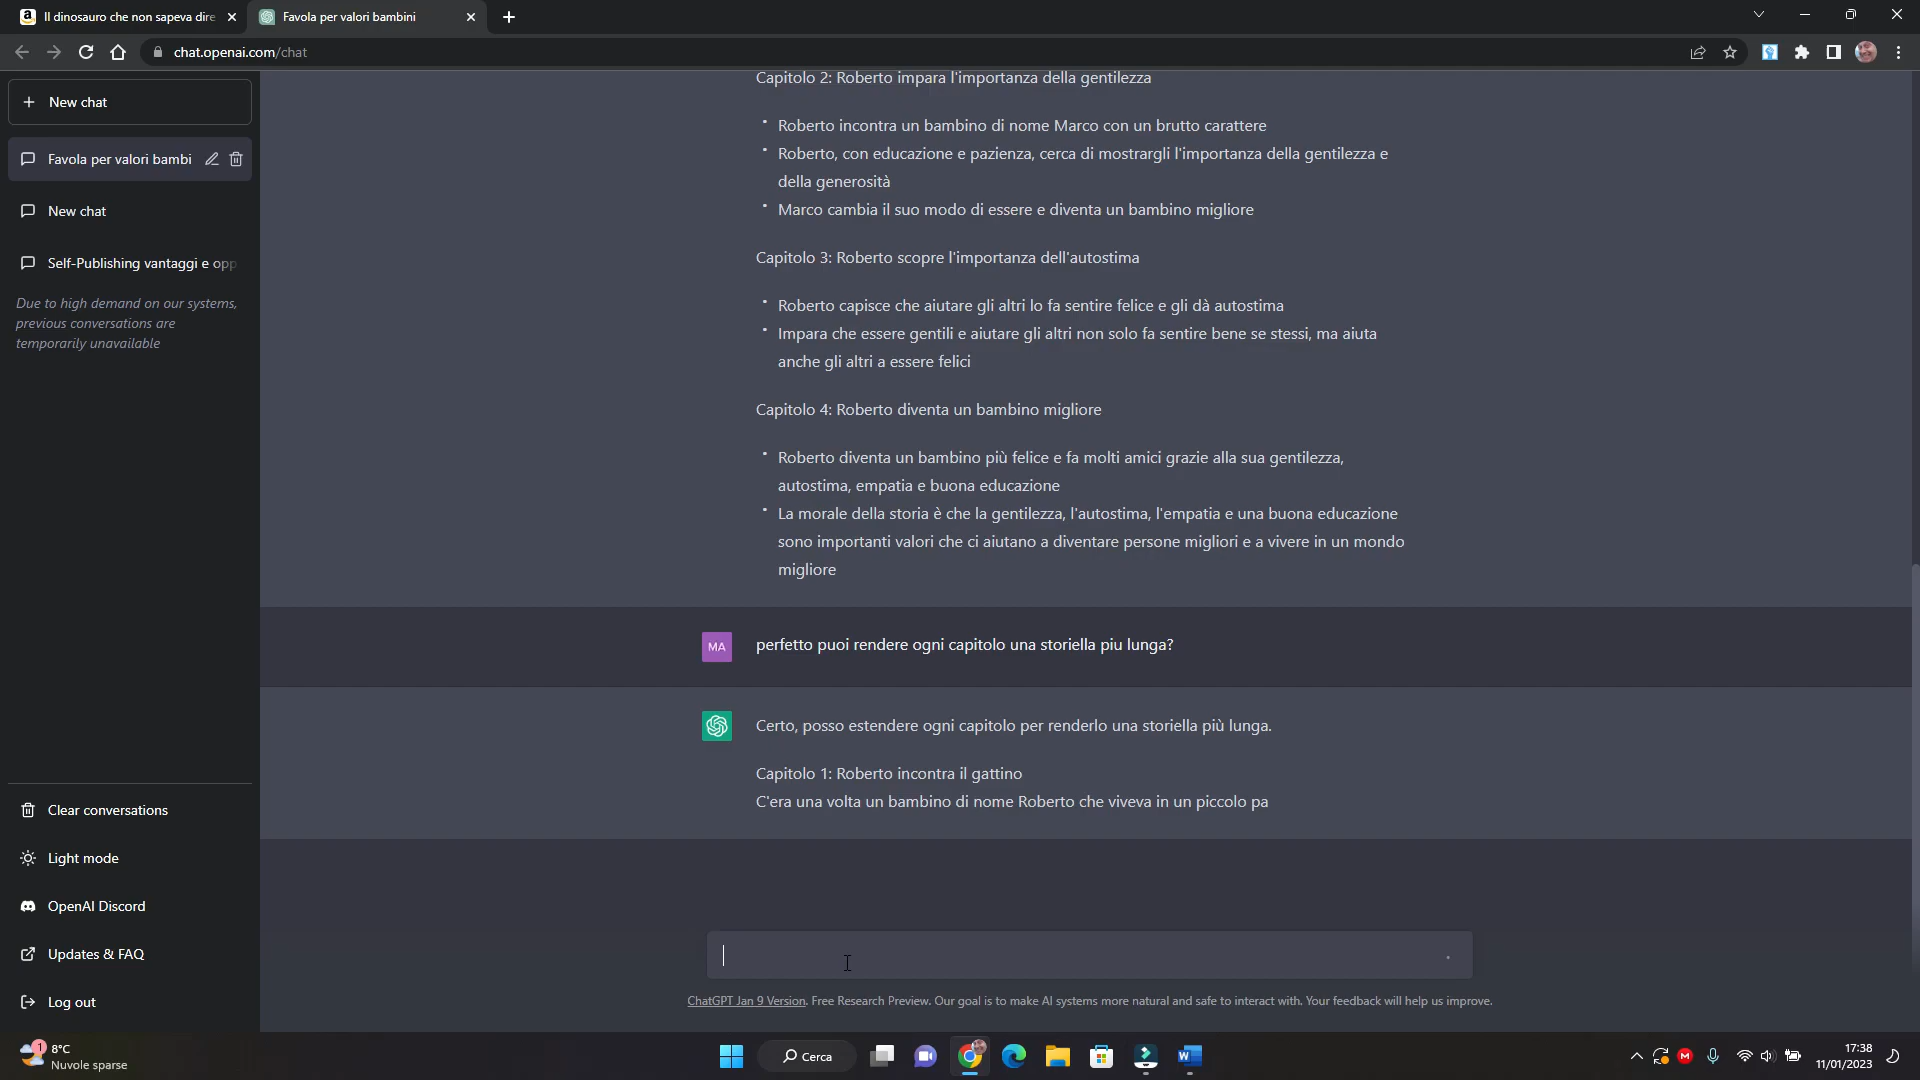 Il dinosauro che non sapeva dire
Favola per valori bambini
chat.openai.com/chat
New chat
Favola per valori bambi
New chat
Self-Publishing vantaggi e opp
Due to high demand on our systems,
previous conversations are
temporarily unavailable
Clear conversations
Light mode
OpenAI Discord
Updates & FAQ
Log out
Capitolo 2: Roberto impara l'importanza della gentilezza
• Roberto incontra un bambino di nome Marco con un brutto carattere
• Roberto, con educazione e pazienza, cerca di mostrargli l'importanza della gentilezza e
della generosità
• Marco cambia il suo modo di essere e diventa un bambino migliore
Capitolo 3: Roberto scopre l'importanza dell'autostima
• Roberto capisce che aiutare gli altri lo fa sentire felice e gli dà autostima
• Impara che essere gentili e aiutare gli altri non solo fa sentire bene se stessi, ma aiuta
anche gli altri a essere felici
Capitolo 4: Roberto diventa un bambino migliore
• Roberto diventa un bambino più felice e fa molti amici grazie alla sua gentilezza,
autostima, empatia e buona educazione
• La morale della storia è che la gentilezza, l'autostima, l'empatia e una buona educazione
sono importanti valori che ci aiutano a diventare persone migliori e a vivere in un mondo
migliore
MA
perfetto puoi rendere ogni capitolo una storiella piu lunga?
Certo, posso estendere ogni capitolo per renderlo una storiella più lunga.
Capitolo 1: Roberto incontra il gattino
C'era una volta un bambino di nome Roberto che viveva in un piccolo pa
ChatGPT Jan 9 Version. Free Research Preview. Our goal is to make AI systems more natural and safe to interact with. Your feedback will help us improve.
1
8°C
Nuvole sparse
Cerca
17:38
11/01/2023